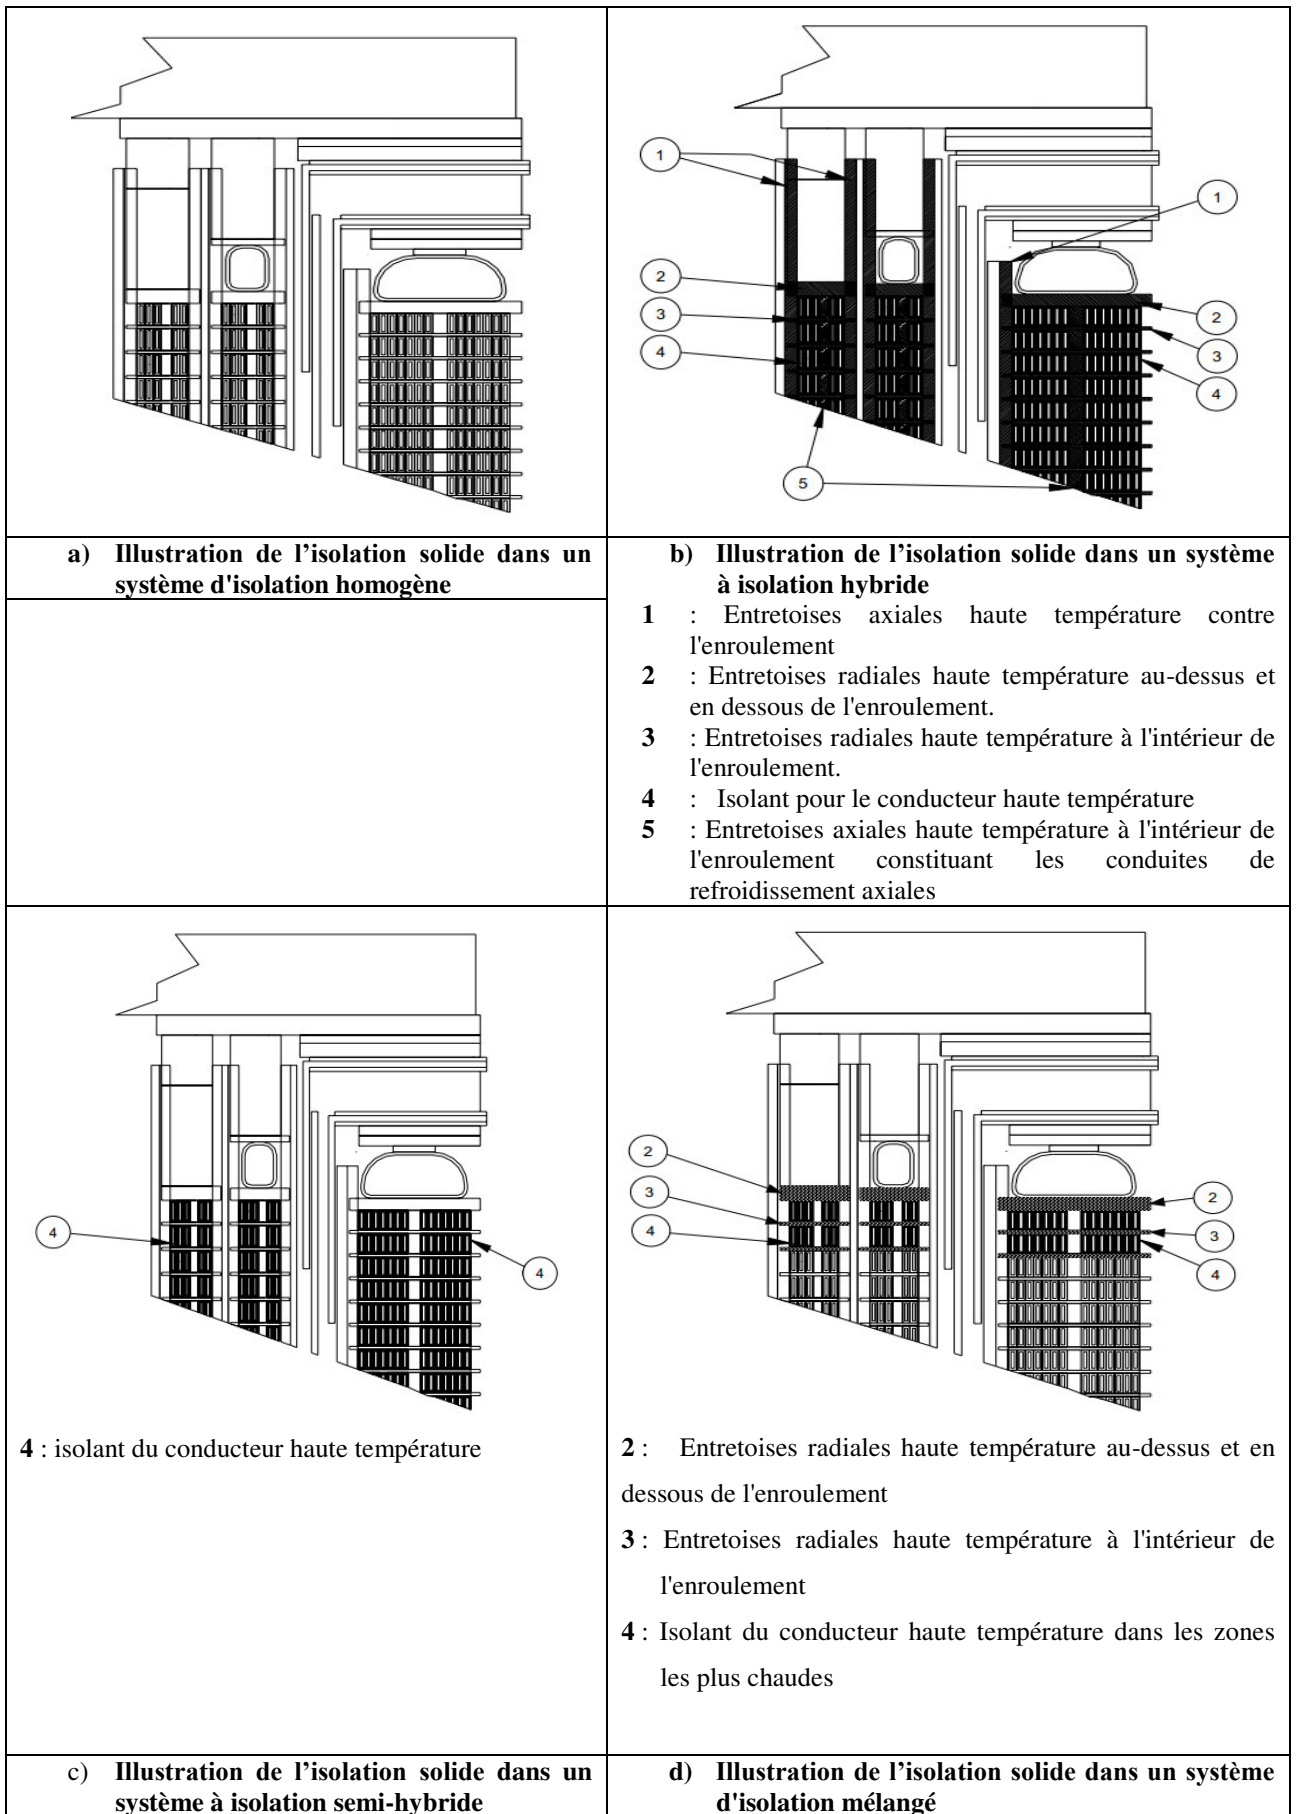 1
1
2
3
4
2
3
4
5
a) Illustration de l’isolation solide dans un
système d'isolation homogène
b) Illustration de l’isolation solide dans un système
à isolation hybride
1 : Entretoises axiales haute température contre
l'enroulement
2 : Entretoises radiales haute température au-dessus et
en dessous de l'enroulement.
3 : Entretoises radiales haute température à l'intérieur de
l'enroulement.
4 : Isolant pour le conducteur haute température
5 : Entretoises axiales haute température à l'intérieur de
l'enroulement constituant les conduites de
refroidissement axiales
4
4
4 : isolant du conducteur haute température
2
3
4
2
3
4
2 : Entretoises radiales haute température au-dessus et en
dessous de l'enroulement
3 : Entretoises radiales haute température à l'intérieur de
l'enroulement
4 : Isolant du conducteur haute température dans les zones
les plus chaudes
c) Illustration de l’isolation solide dans un
système à isolation semi-hybride
d) Illustration de l’isolation solide dans un système
d'isolation mélangé